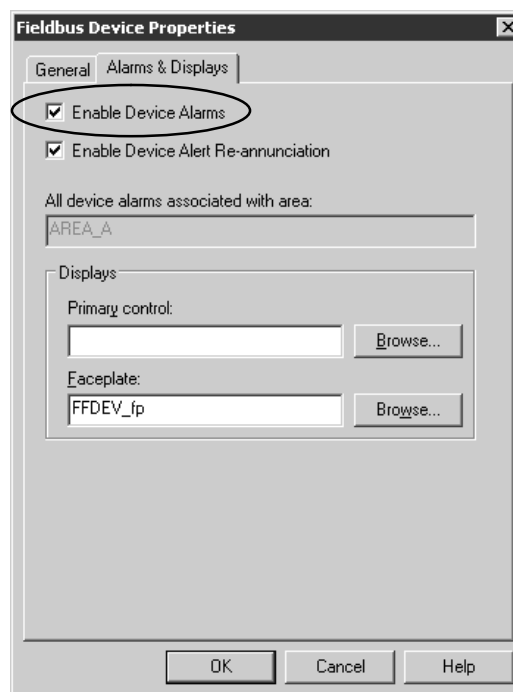 Fieldbus Device Properties
General
Alarms & Displays
Enable Device Alarms
Enable Device Alert Re-annunciation
All device alarms associated with area:
AREA_A
Displays
Primary control:
Browse...
Faceplate:
FFDEV_fp
Browse...
OK
Cancel
Help